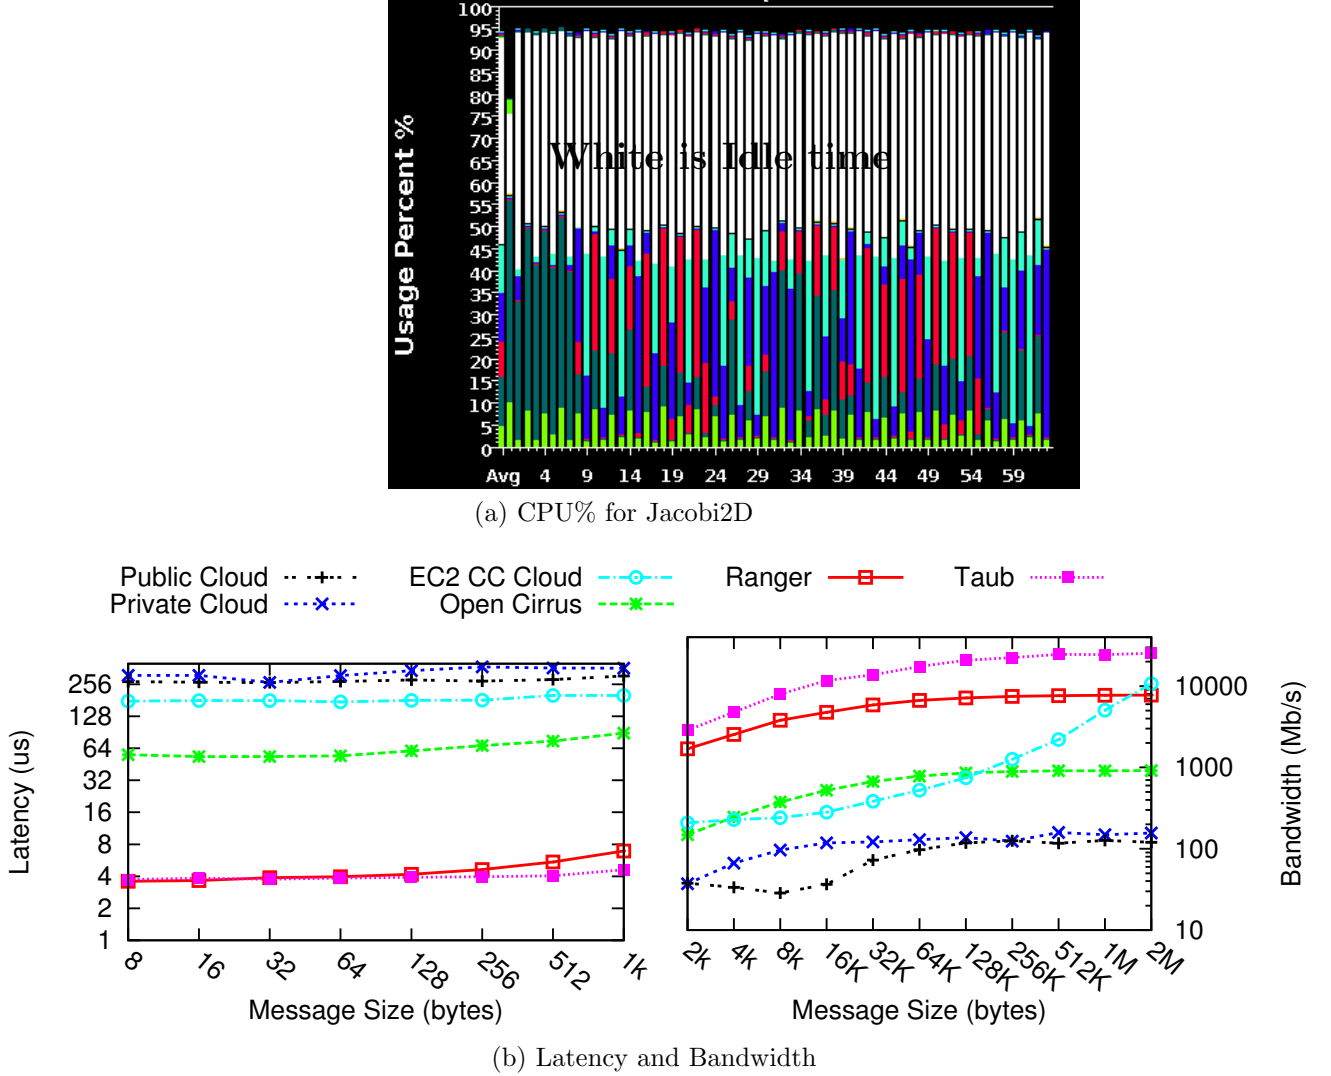 Usage Percent %
100
95
90
85
80
75
70
65
60
55
50
45
40
35
30
25
20
15
10
5
0
White is Idle time
Avg 4 9 14 19 24 29 34 39 44 49 54 59
(a) CPU% for Jacobi2D
Public Cloud EC2 CC Cloud Ranger Taub
Private Cloud Open Cirrus
Latency (us)
256
128
64
32
16
8
4
2
1
8 16 32 64 128 256 512 1k
Message Size (bytes)
10000
1000
100
10
Bandwidth (Mb/s)
2k 4k 8k 16K 32K 64K 128K 256K 512K 1M 2M
Message Size (bytes)
(b) Latency and Bandwidth